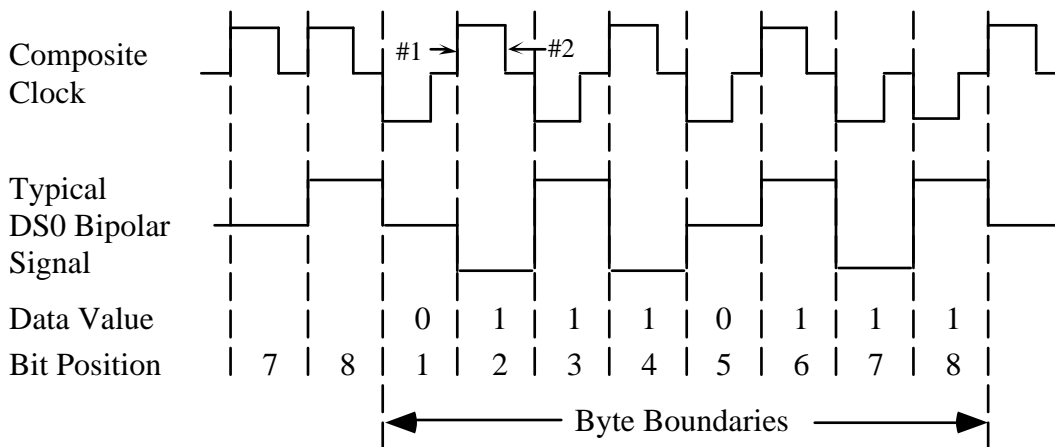 Composite
Clock
#1
#2
Typical
DS0 Bipolar
Signal
Data Value 0 1 1 1 0 1 1 1
Bit Position 7 8 1 2 3 4 5 6 7 8
Byte Boundaries